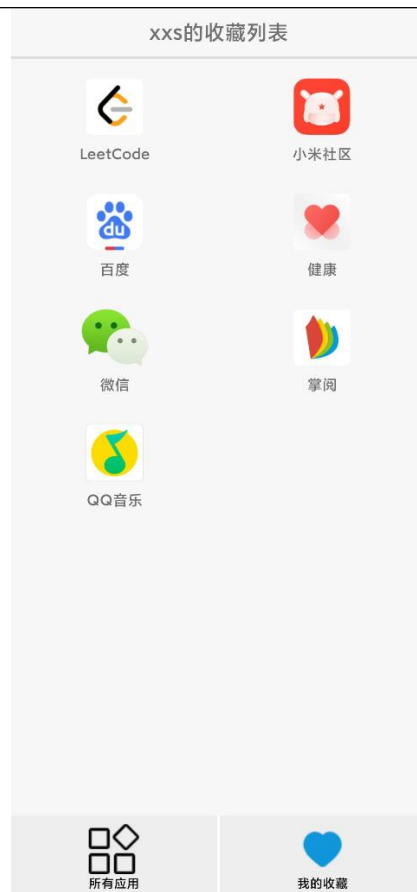 xxs的收藏列表
LeetCode
小米社区
du
百度
健康
微信
掌阅
QQ音乐
所有应用
我的收藏